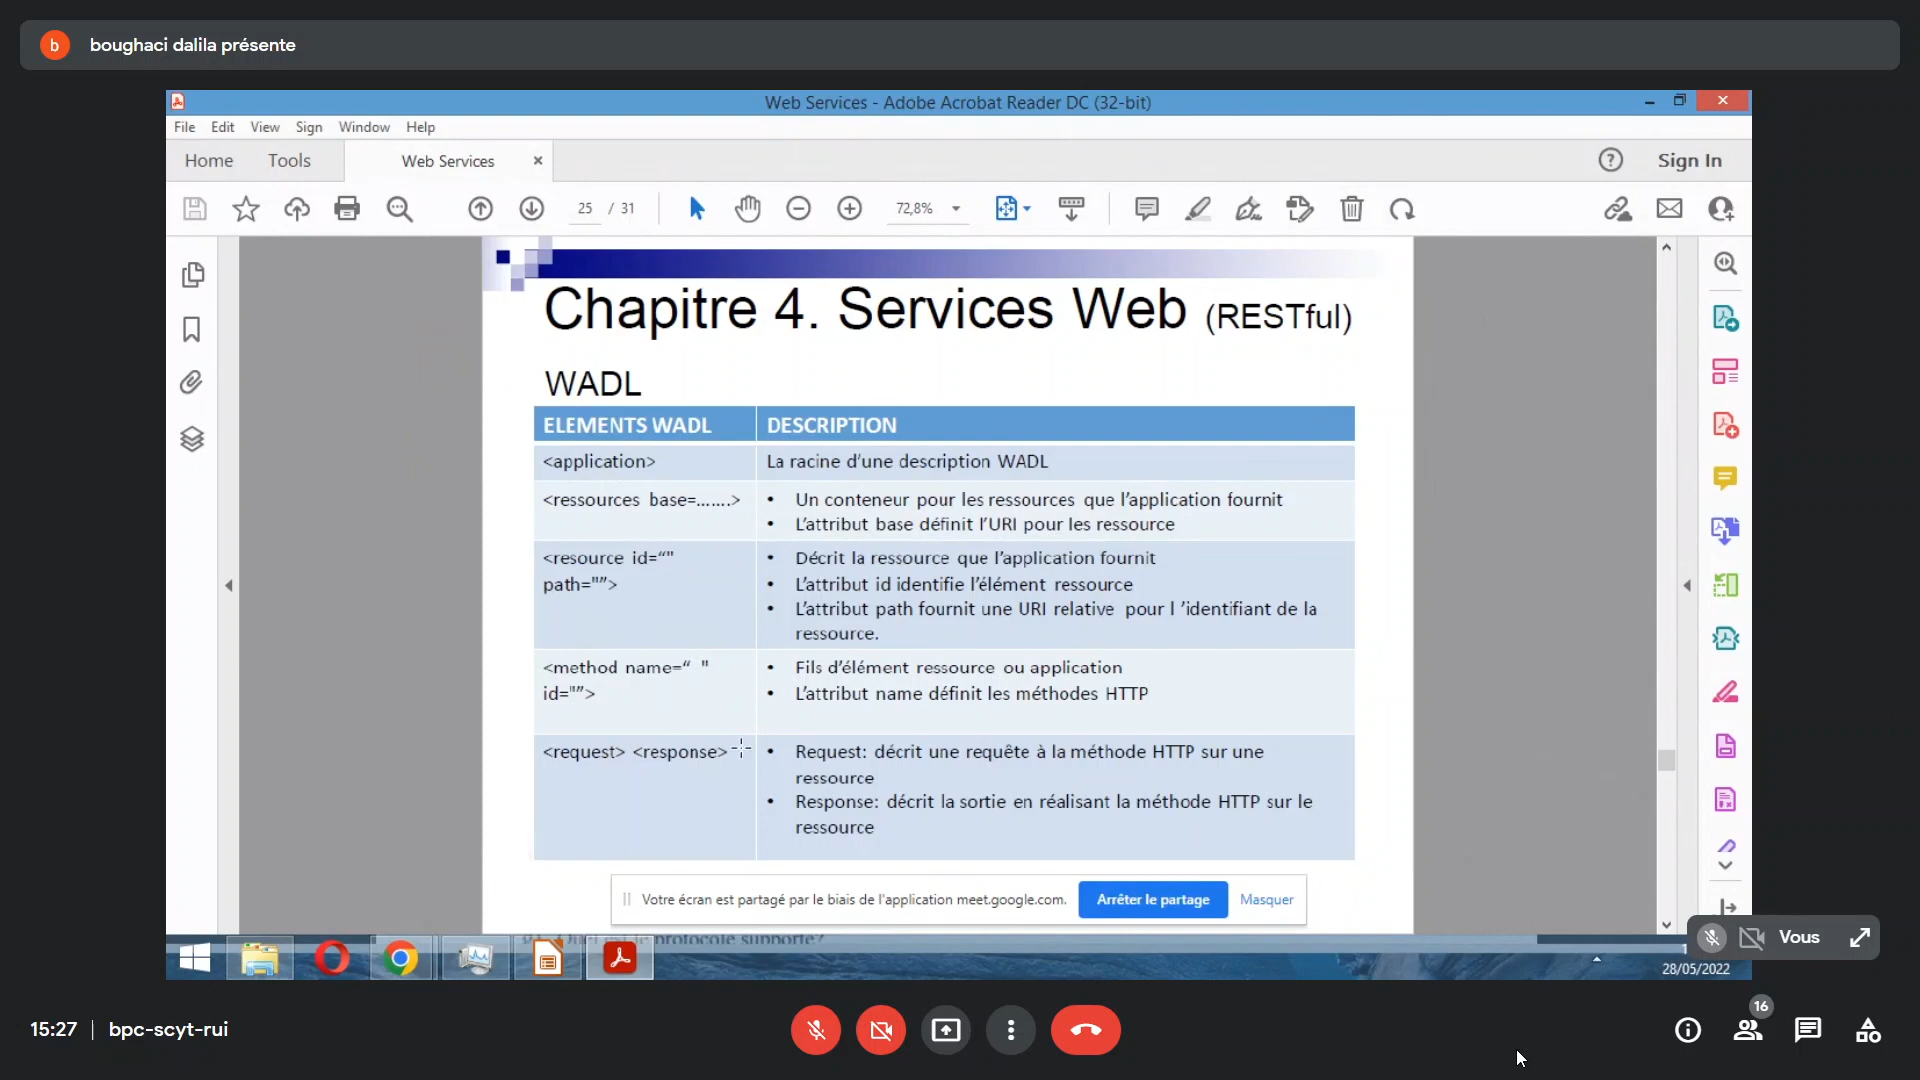 b boughaci dalila présente
Web Services - Adobe Acrobat Reader DC (32-bit)
File Edit View Sign Window Help
Home Tools Web Services × ? Sign In
25 / 31 72,8%
Chapitre 4. Services Web (RESTful)
WADL
ELEMENTS WADL DESCRIPTION
<application> La racine d’une description WADL
<ressources base=.......> • Un conteneur pour les ressources que l’application fournit
• L’attribut base définit l’URI pour les ressource
<resource id=“" • Décrit la ressource que l’application fournit
path="”> • L’attribut id identifie l’élément ressource
• L’attribut path fournit une URI relative pour l ’identifiant de la
ressource.
<method name=“ " • Fils d’élément ressource ou application
id="”> • L’attribut name définit les méthodes HTTP
<request> <response> • Request: décrit une requête à la méthode HTTP sur une
ressource
• Response: décrit la sortie en réalisant la méthode HTTP sur le
ressource
Votre écran est partagé par le biais de l'application meet.google.com. Arrêter le partage Masquer
protocole supporté?
Vous
28/05/2022
16
15:27 | bpc-scyt-rui